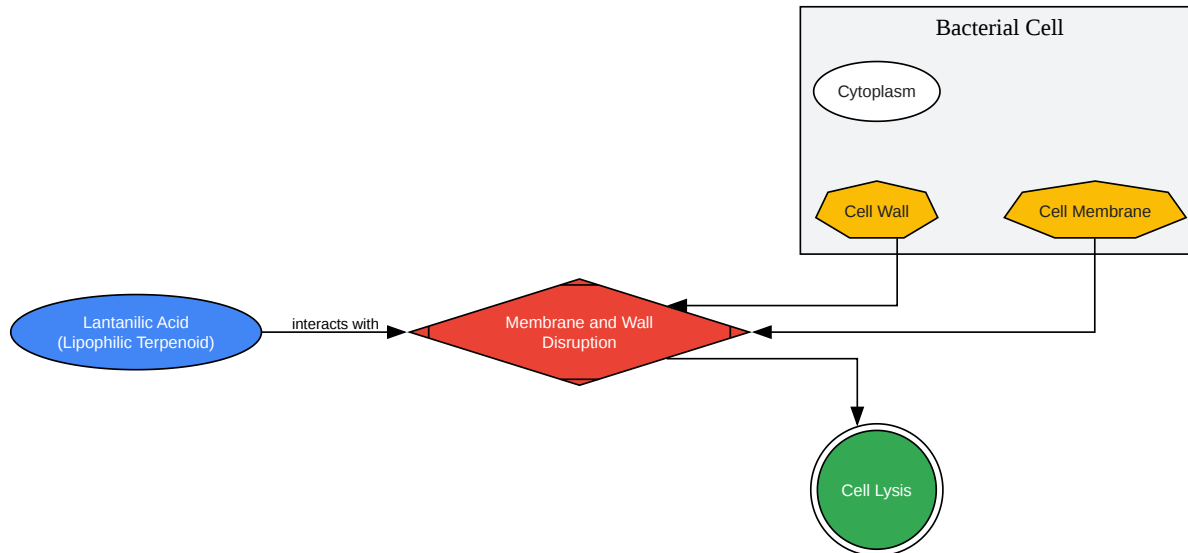 Bacterial Cell
Cytoplasm
Cell Wall
Cell Membrane
Lantanilic Acid
(Lipophilic Terpenoid)
interacts with
Membrane and Wall
Disruption
Cell Lysis